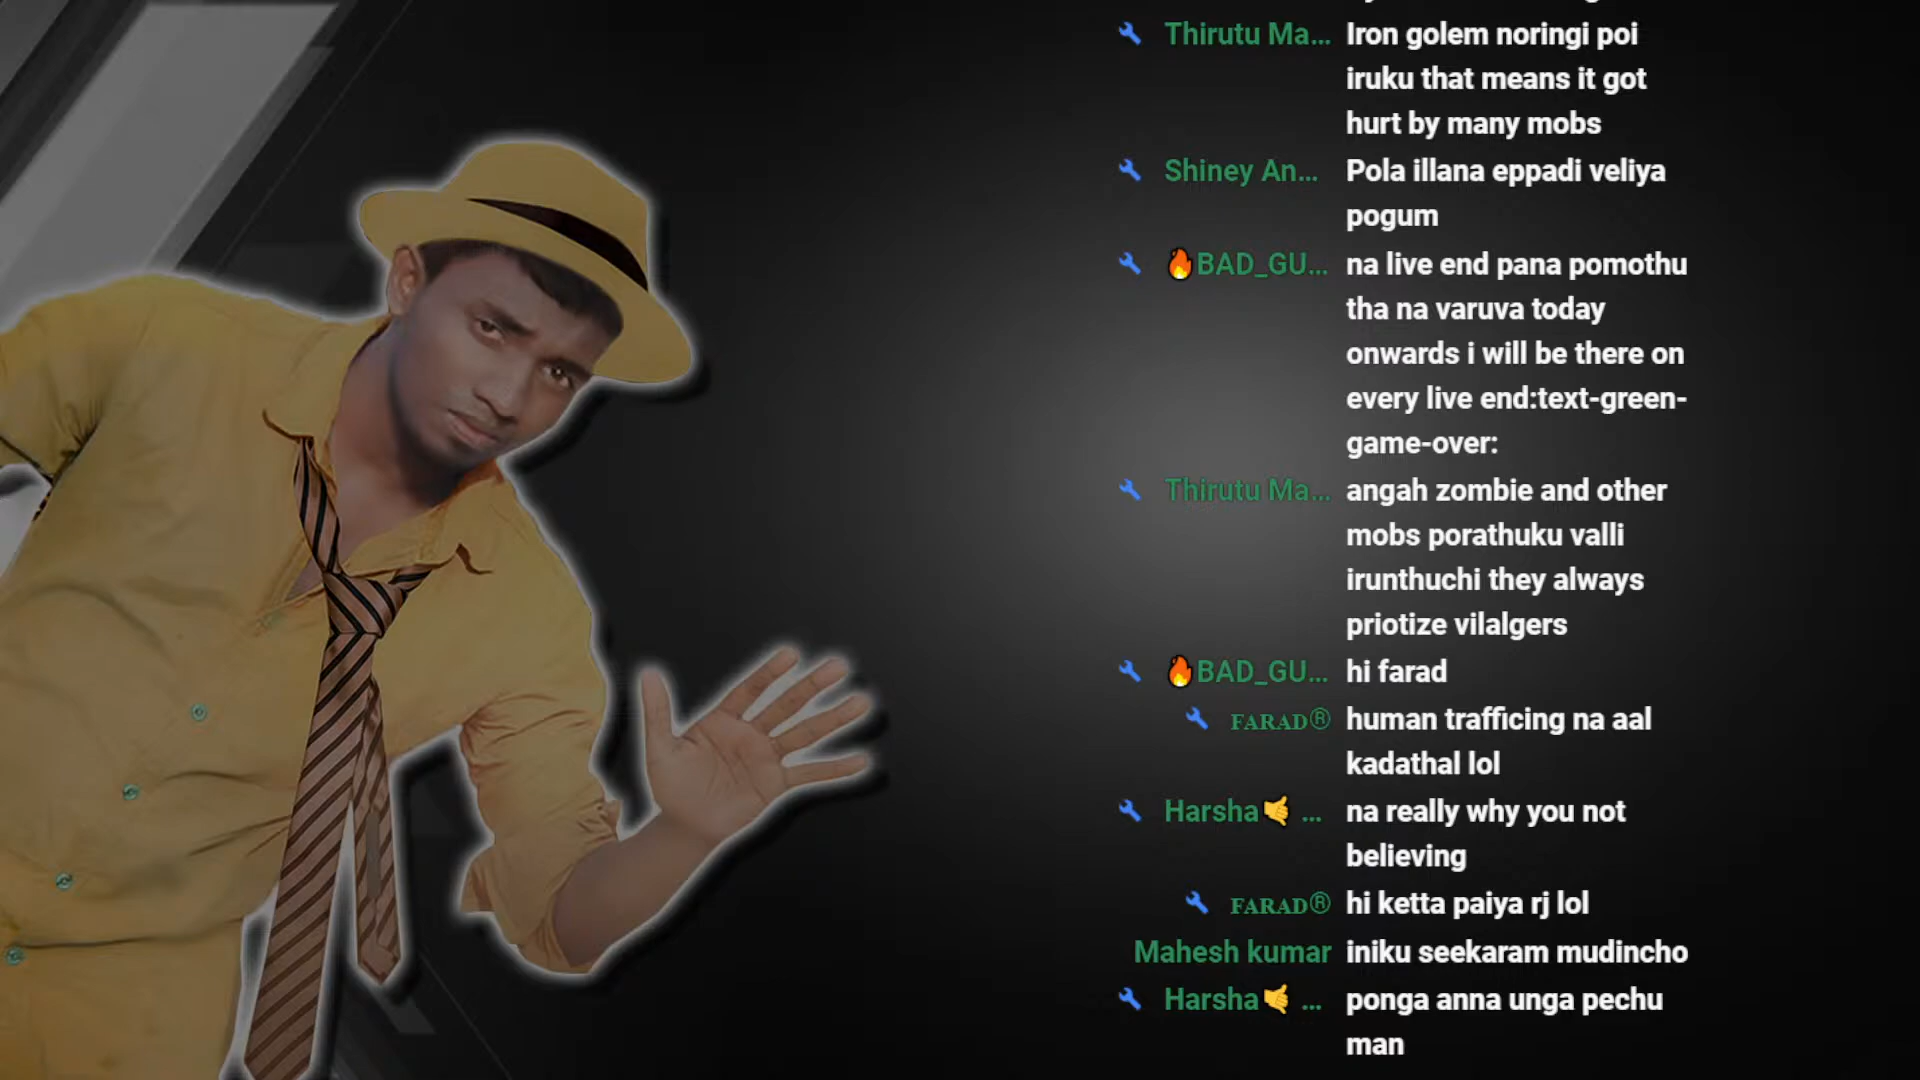 Thirutu Ma... Iron golem noringi poi
iruku that means it got
hurt by many mobs
Shiney An... Pola illana eppadi veliya
pogum
🔥BAD_GU... na live end pana pomothu
tha na varuva today
onwards i will be there on
every live end:text-green-
game-over:
Thirutu Ma... angah zombie and other
mobs porathuku valli
irunthuchi they always
priotize vilalgers
🔥BAD_GU... hi farad
ꜰᴀʀᴀᴅ® human trafficing na aal
kadathal lol
Harsha🤙 ... na really why you not
believing
ꜰᴀʀᴀᴅ® hi ketta paiya rj lol
Mahesh kumar iniku seekaram mudincho
Harsha🤙 ... ponga anna unga pechu
man